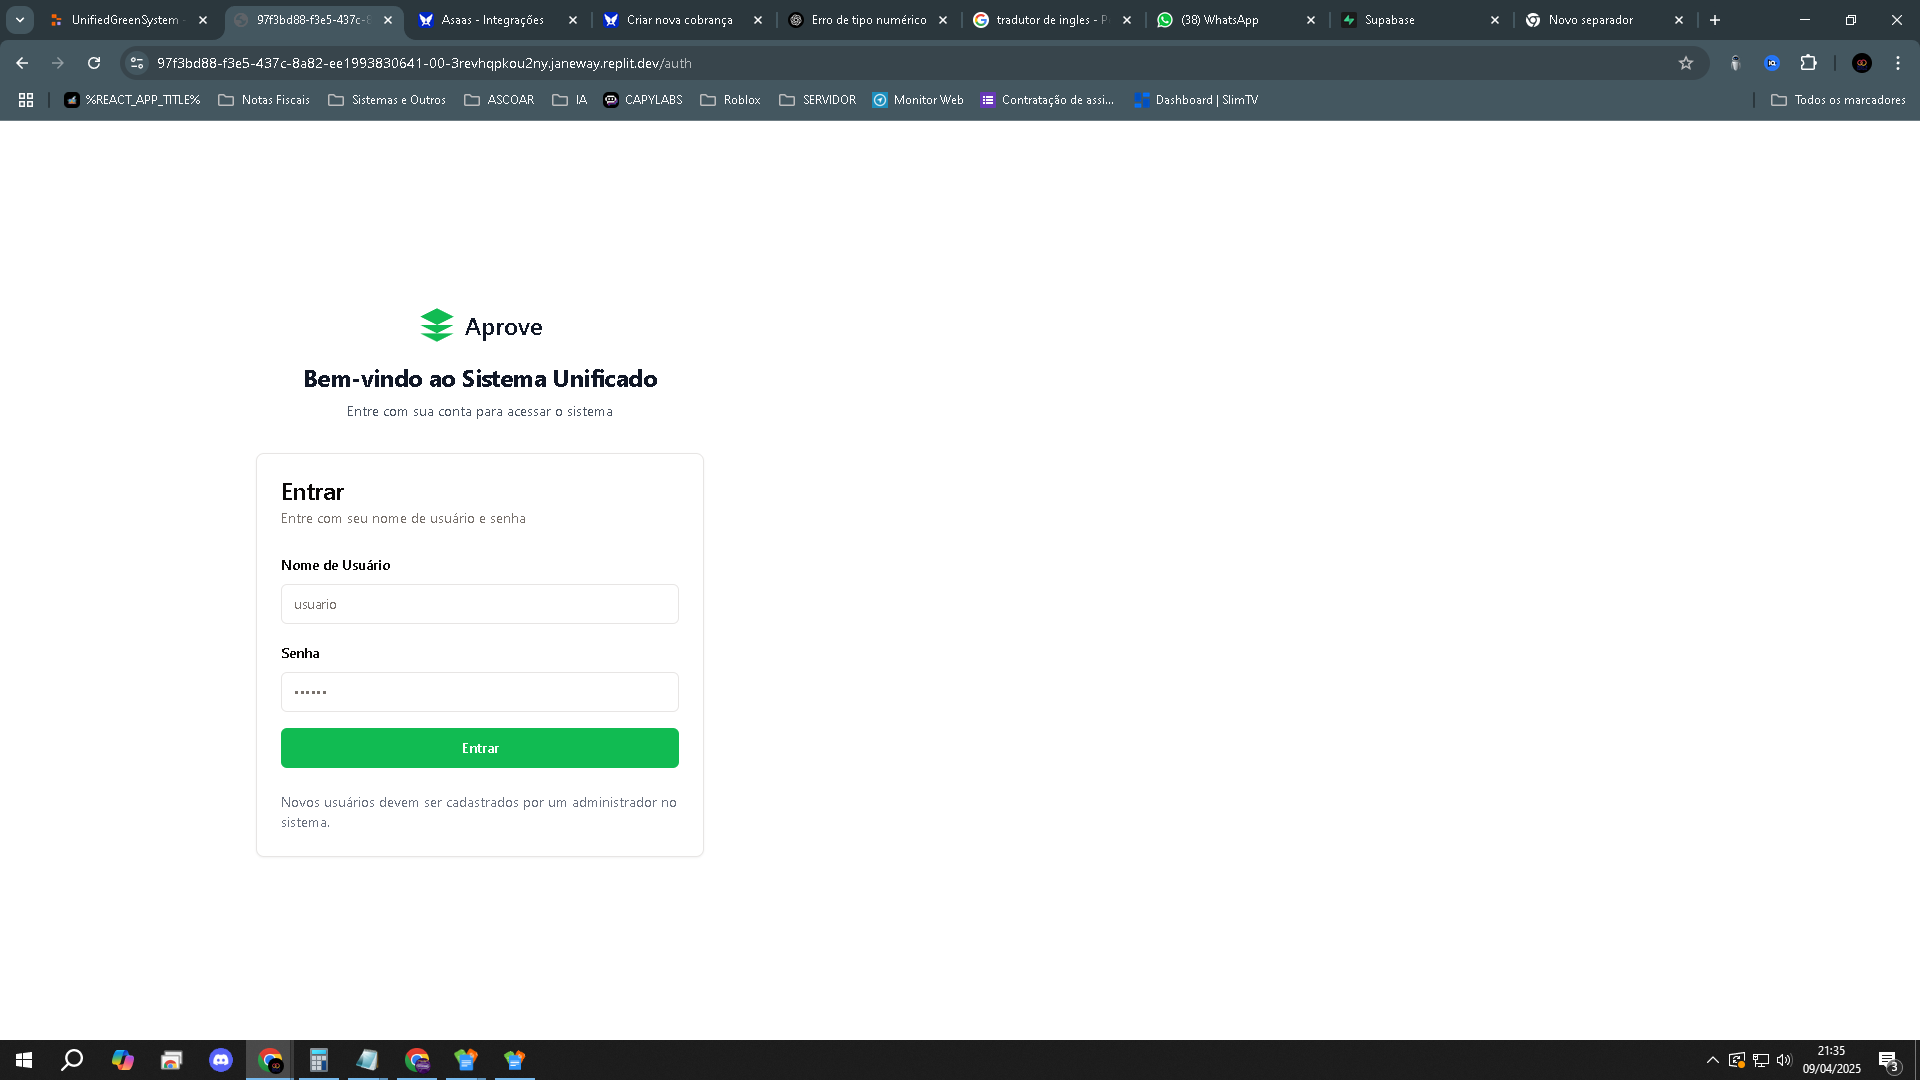 UnifiedGreenSystem -
97f3bd88-f3e5-437c-8
Asaas - Integrações
Criar nova cobrança
Erro de tipo numérico
tradutor de ingles - P
(38) WhatsApp
Supabase
Novo separador
97f3bd88-f3e5-437c-8a82-ee1993830641-00-3revhqpkou2ny.janeway.replit.dev/auth
%REACT_APP_TITLE%
Notas Fiscais
Sistemas e Outros
ASCOAR
IA
CAPYLABS
Roblox
SERVIDOR
Monitor Web
Contratação de assi...
Dashboard | SlimTV
Todos os marcadores
Aprove
Bem-vindo ao Sistema Unificado
Entre com sua conta para acessar o sistema
Entrar
Entre com seu nome de usuário e senha
Nome de Usuário
usuario
Senha
••••••
Entrar
Novos usuários devem ser cadastrados por um administrador no
sistema.
21:35
09/04/2025
3